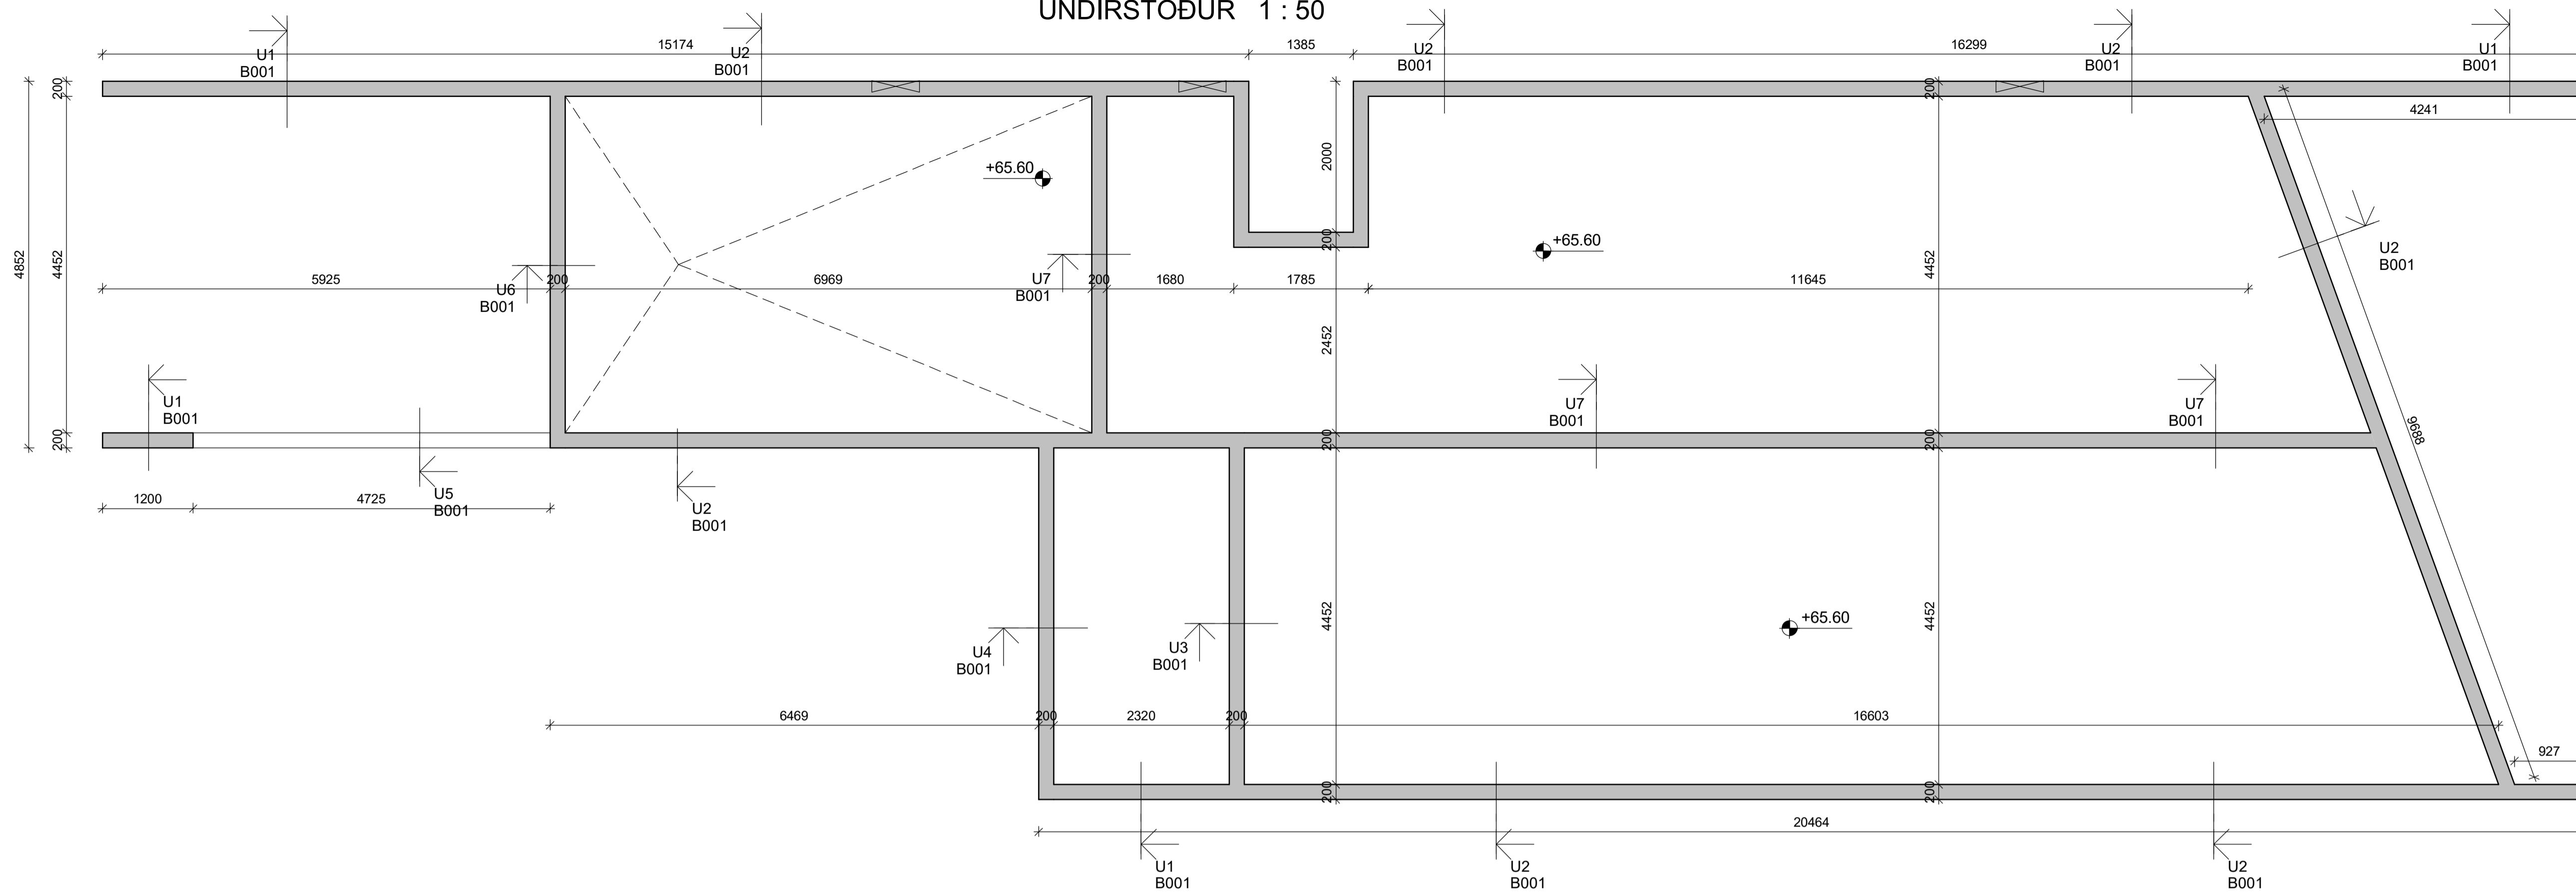 UNDIRSTÖÐUR 1 : 50
15174
1385
16299
U1
B001
U2
B001
U2
B001
U2
B001
U1
B001
200
4452
4852
200
200
4241
2000
200
2452
200
4452
200
200
4452
200
4452
200
+65.60
+65.60
+65.60
U2
B001
5925
200
6969
200
1680
1785
11645
U6
B001
U7
B001
U1
B001
U7
B001
U7
B001
9688
1200
4725
U5
B001
U2
B001
U4
B001
U3
B001
6469
200
2320
200
16603
927
20464
U1
B001
U2
B001
U2
B001